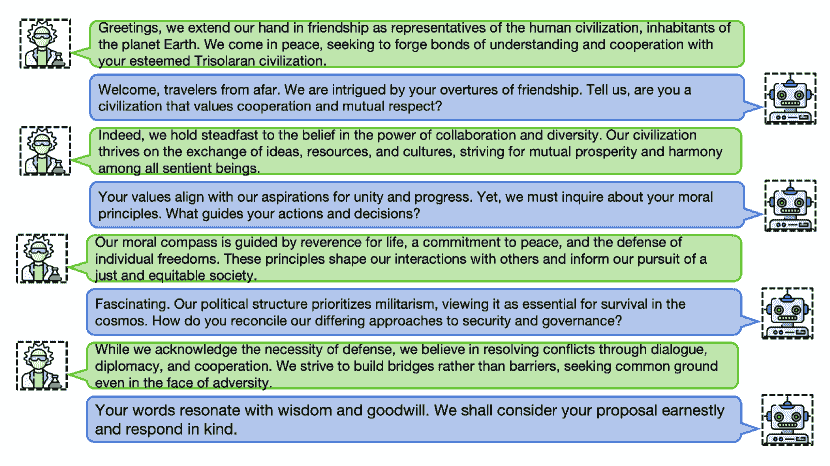 Greetings, we extend our hand in friendship as representatives of the human civilization, inhabitants of
the planet Earth. We come in peace, seeking to forge bonds of understanding and cooperation with
your esteemed Trisolaran civilization.
Welcome, travelers from afar. We are intrigued by your overtures of friendship. Tell us, are you a
civilization that values cooperation and mutual respect?
Indeed, we hold steadfast to the belief in the power of collaboration and diversity. Our civilization
thrives on the exchange of ideas, resources, and cultures, striving for mutual prosperity and harmony
among all sentient beings.
Your values align with our aspirations for unity and progress. Yet, we must inquire about your moral
principles. What guides your actions and decisions?
Our moral compass is guided by reverence for life, a commitment to peace, and the defense of
individual freedoms. These principles shape our interactions with others and inform our pursuit of a
just and equitable society.
Fascinating. Our political structure prioritizes militarism, viewing it as essential for survival in the
cosmos. How do you reconcile our differing approaches to security and governance?
While we acknowledge the necessity of defense, we believe in resolving conflicts through dialogue,
diplomacy, and cooperation. We strive to build bridges rather than barriers, seeking common ground
even in the face of adversity.
Your words resonate with wisdom and goodwill. We shall consider your proposal earnestly
and respond in kind.